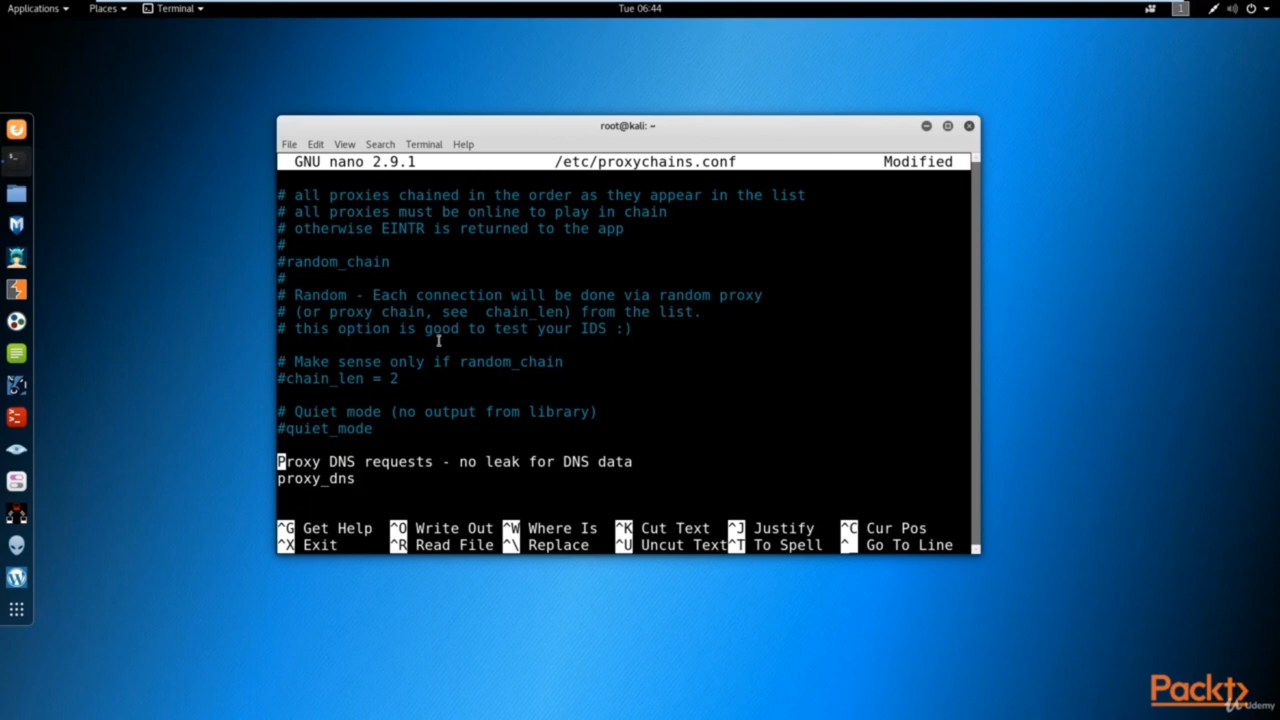 Applications Places Terminal Tue 06:44 1
root@kali: ~
File Edit View Search Terminal Help
GNU nano 2.9.1 /etc/proxychains.conf Modified
# all proxies chained in the order as they appear in the list
# all proxies must be online to play in chain
# otherwise EINTR is returned to the app
#
#random_chain
#
# Random - Each connection will be done via random proxy
# (or proxy chain, see  chain_len) from the list.
# this option is good to test your IDS :)
# Make sense only if random_chain
#chain_len = 2
# Quiet mode (no output from library)
#quiet_mode
Proxy DNS requests - no leak for DNS data
proxy_dns
^G Get Help ^O Write Out ^W Where Is ^K Cut Text ^J Justify ^C Cur Pos
^X Exit ^R Read File ^\ Replace ^U Uncut Text ^T To Spell ^_ Go To Line
Packt
Udemy